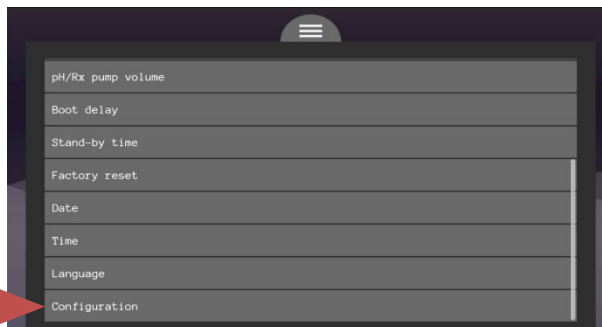 pH/Rx pump volume
Boot delay
Stand-by time
Factory reset
Date
Time
Language
Configuration